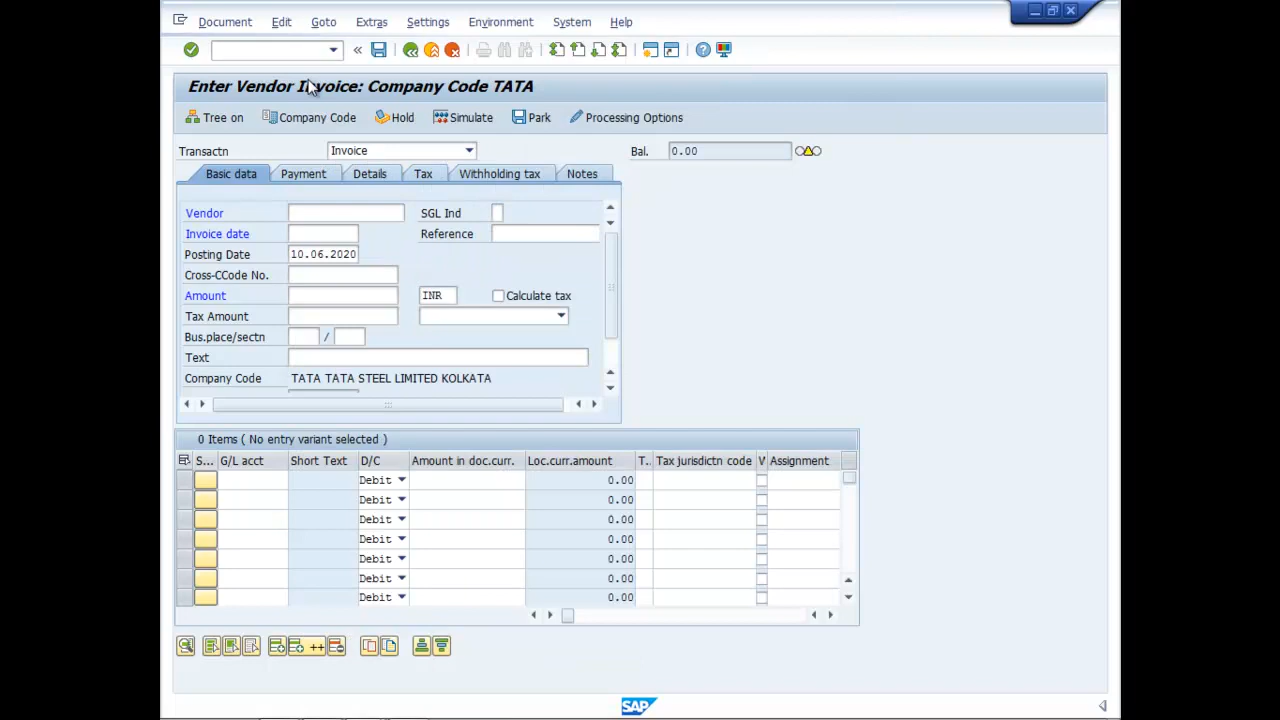 Document Edit Goto Extras Settings Environment System Help
Enter Vendor Invoice: Company Code TATA
Tree on Company Code Hold Simulate Park Processing Options
Transactn Invoice Bal. 0.00
Basic data Payment Details Tax Withholding tax Notes
Vendor SGL Ind
Invoice date Reference
Posting Date 10.06.2020
Cross-CCode No.
Amount INR Calculate tax
Tax Amount
Bus.place/sectn /
Text
Company Code TATA TATA STEEL LIMITED KOLKATA
0 Items ( No entry variant selected )
S... G/L acct Short Text D/C Amount in doc.curr. Loc.curr.amount T.. Tax jurisdictn code W Assignment
Debit 0.00
Debit 0.00
Debit 0.00
Debit 0.00
Debit 0.00
Debit 0.00
Debit 0.00
SAP